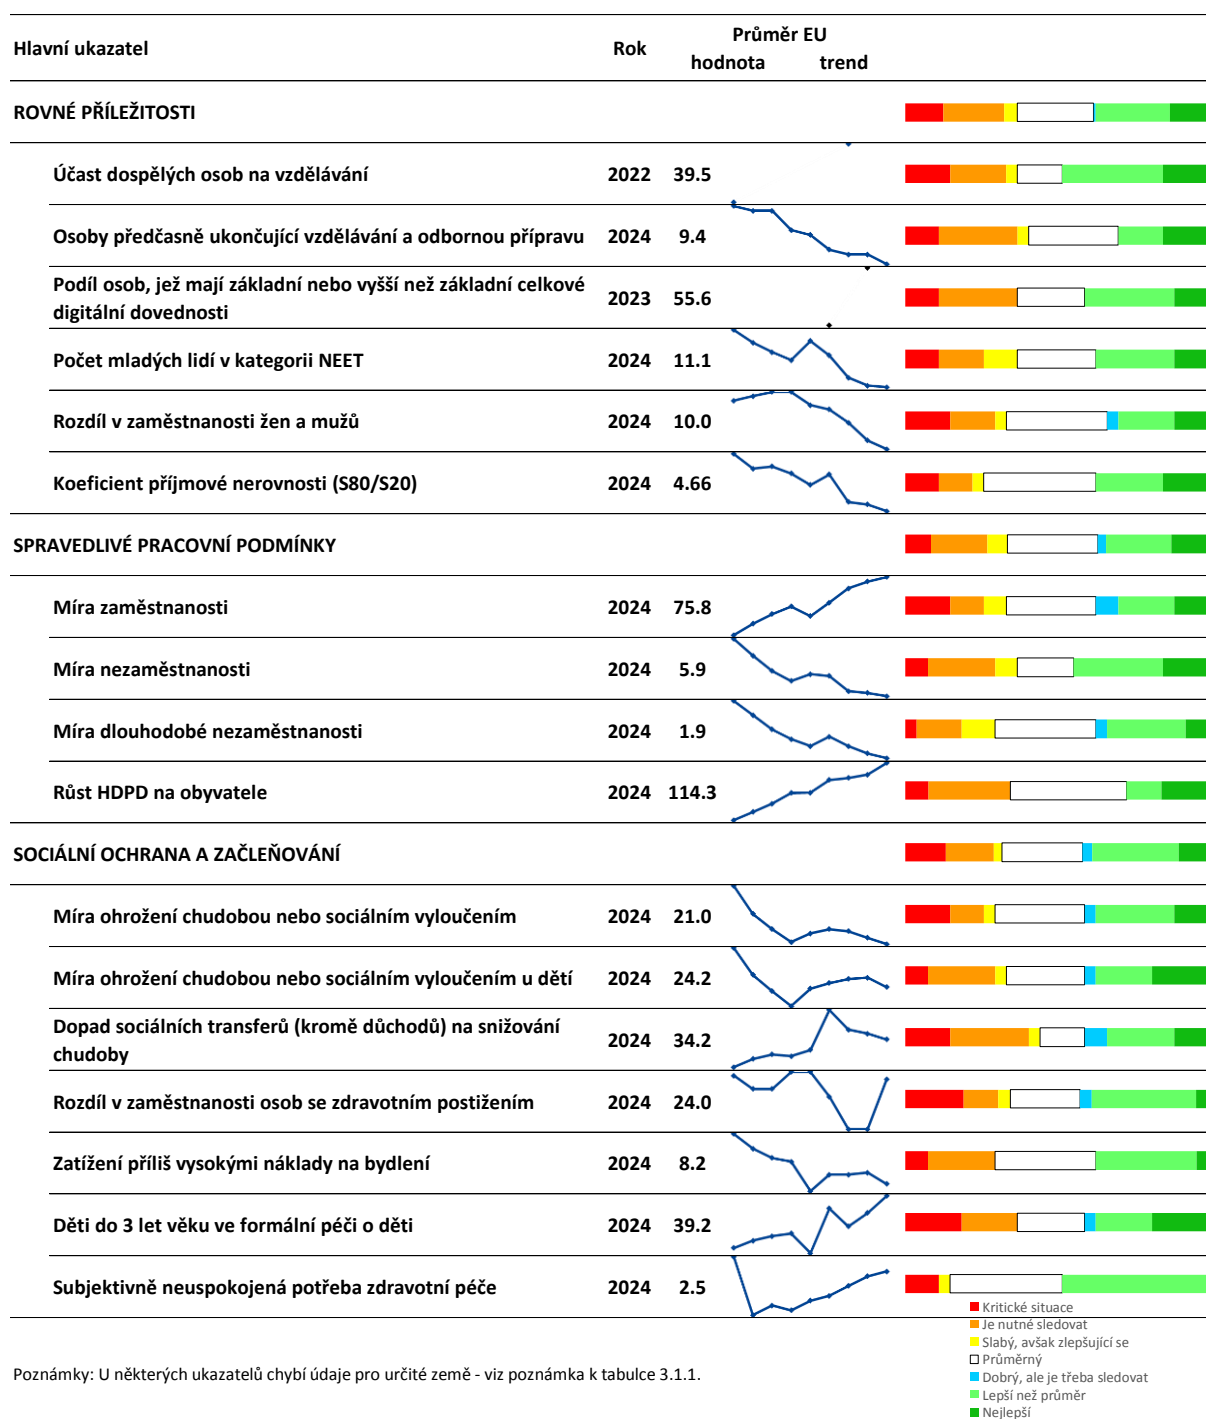 Hlavní ukazatel Rok Průměr EU
hodnota trend
ROVNÉ PŘÍLEŽITOSTI
Účast dospělých osob na vzdělávání 2022 39.5
Osoby předčasně ukončující vzdělávání a odbornou přípravu 2024 9.4
Podíl osob, jež mají základní nebo vyšší než základní celkové
digitální dovednosti 2023 55.6
Počet mladých lidí v kategorii NEET 2024 11.1
Rozdíl v zaměstnanosti žen a mužů 2024 10.0
Koeficient příjmové nerovnosti (S80/S20) 2024 4.66
SPRAVEDLIVÉ PRACOVNÍ PODMÍNKY
Míra zaměstnanosti 2024 75.8
Míra nezaměstnanosti 2024 5.9
Míra dlouhodobé nezaměstnanosti 2024 1.9
Růst HDPD na obyvatele 2024 114.3
SOCIÁLNÍ OCHRANA A ZAČLEŇOVÁNÍ
Míra ohrožení chudobou nebo sociálním vyloučením 2024 21.0
Míra ohrožení chudobou nebo sociálním vyloučením u dětí 2024 24.2
Dopad sociálních transferů (kromě důchodů) na snižování
chudoby 2024 34.2
Rozdíl v zaměstnanosti osob se zdravotním postižením 2024 24.0
Zatížení příliš vysokými náklady na bydlení 2024 8.2
Děti do 3 let věku ve formální péči o děti 2024 39.2
Subjektivně neuspokojená potřeba zdravotní péče 2024 2.5
Kritické situace
Je nutné sledovat
Slabý, avšak zlepšující se
Průměrný
Dobrý, ale je třeba sledovat
Lepší než průměr
Nejlepší
Poznámky: U některých ukazatelů chybí údaje pro určité země - viz poznámka k tabulce 3.1.1.